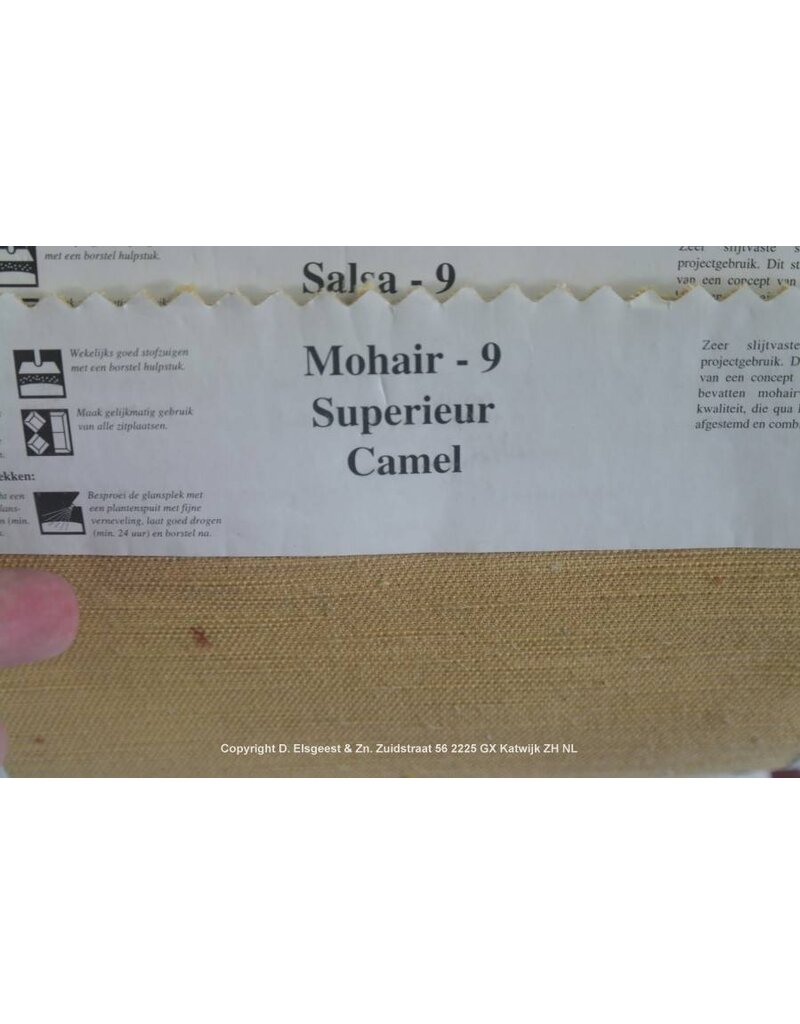 met een borstel hulpstuk.
Salsa - 9
projectgebruik. Dit st
van een concept van
Wekelijks goed stofzuigen
met een borstel hulpstuk.
Maak gelijkmatig gebruik
van alle zitplaatsen.
ekken:
Besproei de glansplek met
een plantenspuit met fijne
verneveling, laat goed drogen
(min. 24 uur) en borstel na.
Mohair - 9
Superieur
Camel
Zeer slijtvaste
projectgebruik. D
van een concept
bevatten mohair
kwaliteit, die qua
afgestemd en comb
Copyright D. Elsgeest & Zn. Zuidstraat 56 2225 GX Katwijk ZH NL